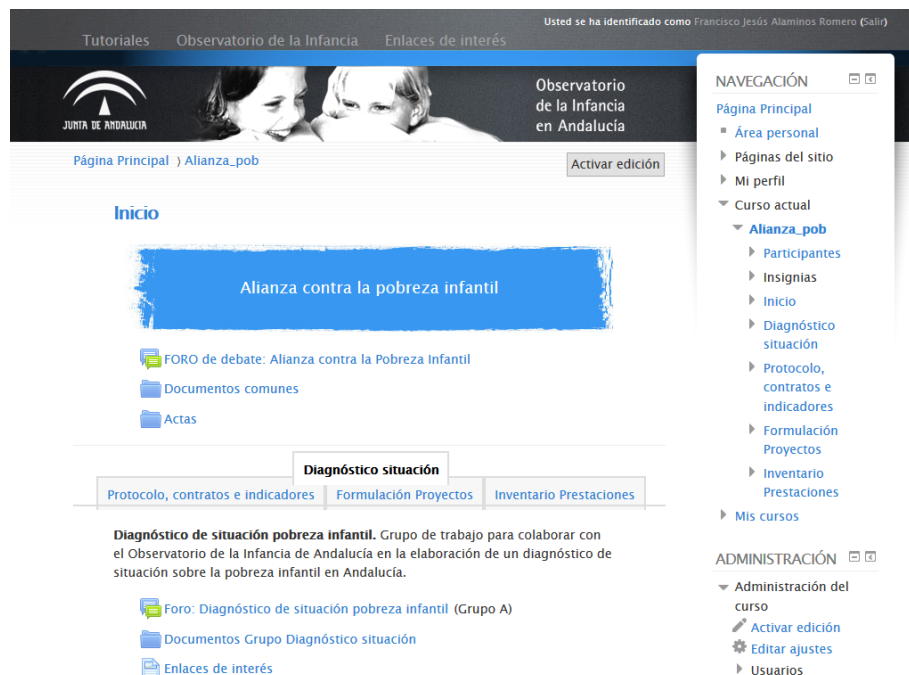 Usted se ha identificado como Francisco Jesús Alaminos Romero (Salir)
Tutoriales Observatorio de la Infancia Enlaces de interés
JUNTA DE ANDALUCIA
Observatorio
de la Infancia
en Andalucía
Página Principal ⟩ Alianza_pob
Activar edición
Inicio
Alianza contra la pobreza infantil
FORO de debate: Alianza contra la Pobreza Infantil
Documentos comunes
Actas
Diagnóstico situación
Protocolo, contratos e indicadores Formulación Proyectos Inventario Prestaciones
Diagnóstico de situación pobreza infantil. Grupo de trabajo para colaborar con
el Observatorio de la Infancia de Andalucía en la elaboración de un diagnóstico de
situación sobre la pobreza infantil en Andalucía.
Foro: Diagnóstico de situación pobreza infantil (Grupo A)
Documentos Grupo Diagnóstico situación
Enlaces de interés
NAVEGACIÓN
Página Principal
Área personal
Páginas del sitio
Mi perfil
Curso actual
Alianza_pob
Participantes
Insignias
Inicio
Diagnóstico
situación
Protocolo,
contratos e
indicadores
Formulación
Proyectos
Inventario
Prestaciones
Mis cursos
ADMINISTRACIÓN
Administración del
curso
Activar edición
Editar ajustes
Usuarios